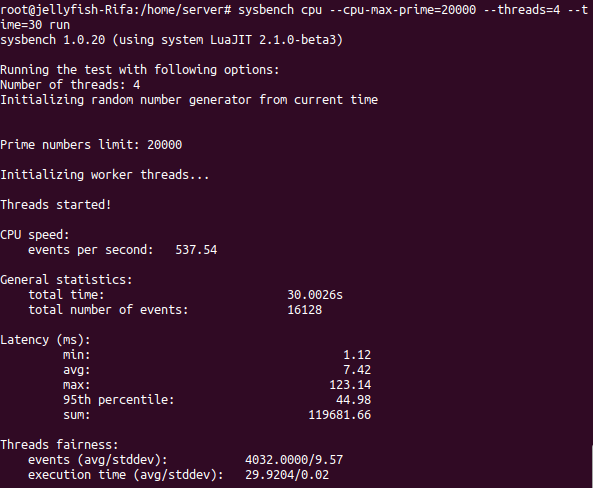 root@jellyfish-Rifa:/home/server# sysbench cpu --cpu-max-prime=20000 --threads=4 --t
ime=30 run
sysbench 1.0.20 (using system LuaJIT 2.1.0-beta3)
Running the test with following options:
Number of threads: 4
Initializing random number generator from current time
Prime numbers limit: 20000
Initializing worker threads...
Threads started!
CPU speed:
events per second: 537.54
General statistics:
total time: 30.0026s
total number of events: 16128
Latency (ms):
min: 1.12
avg: 7.42
max: 123.14
95th percentile: 44.98
sum: 119681.66
Threads fairness:
events (avg/stddev): 4032.0000/9.57
execution time (avg/stddev): 29.9204/0.02